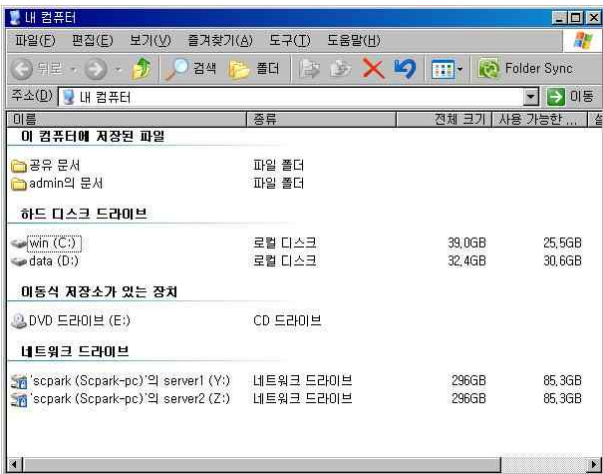 내 컴퓨터
파일(F) 편집(E) 보기(V) 즐겨찾기(A) 도구(T) 도움말(H)
뒤로 검색 폴더 Folder Sync
주소(D) 내 컴퓨터 이동
이름 종류 전체 크기 사용 가능한 ...
이 컴퓨터에 저장된 파일
공유 문서 파일 폴더
admin의 문서 파일 폴더
하드 디스크 드라이브
win (C:) 로컬 디스크 39,0GB 25,5GB
data (D:) 로컬 디스크 32,4GB 30,6GB
이동식 저장소가 있는 장치
DVD 드라이브 (E:) CD 드라이브
네트워크 드라이브
'scpark (Scpark-pc)'의 server1 (Y:) 네트워크 드라이브 296GB 85,3GB
'scpark (Scpark-pc)'의 server2 (Z:) 네트워크 드라이브 296GB 85,3GB